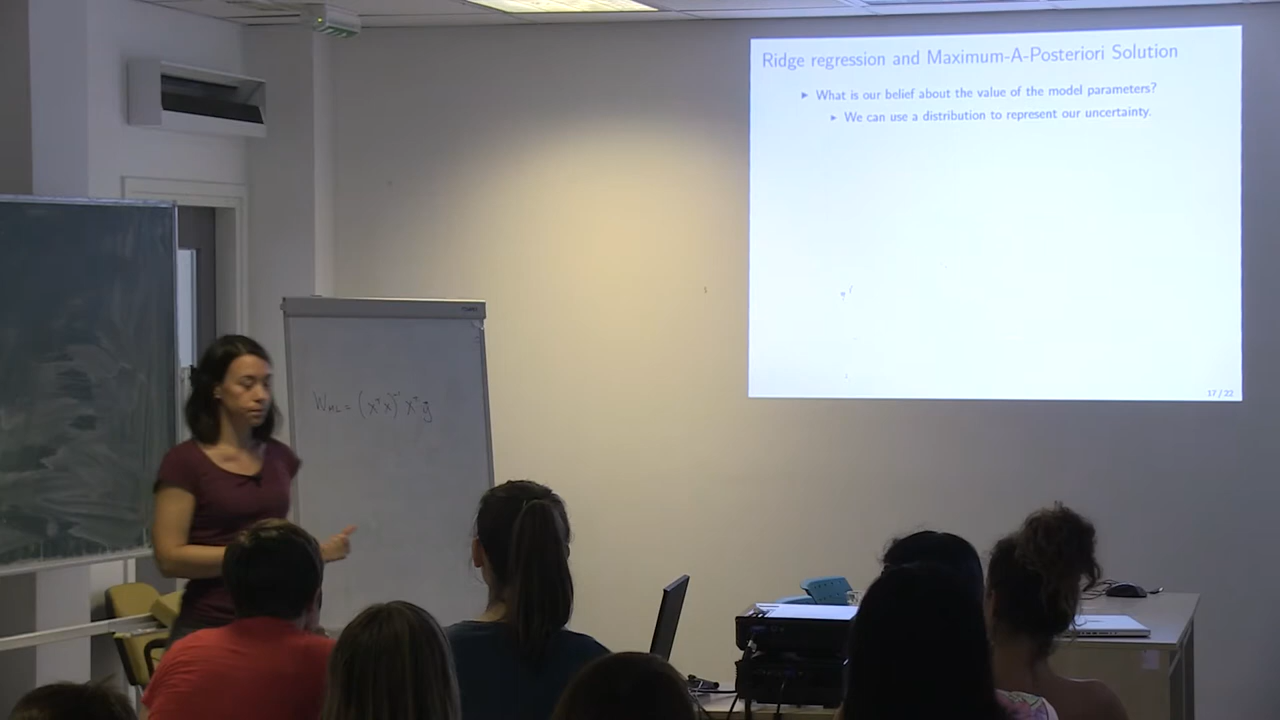 Ridge regression and Maximum-A-Posteriori Solution
▸ What is our belief about the value of the model parameters?
▸ We can use a distribution to represent our uncertainty.
17 / 22
W_ML = (X^T X)^-1 X^T y